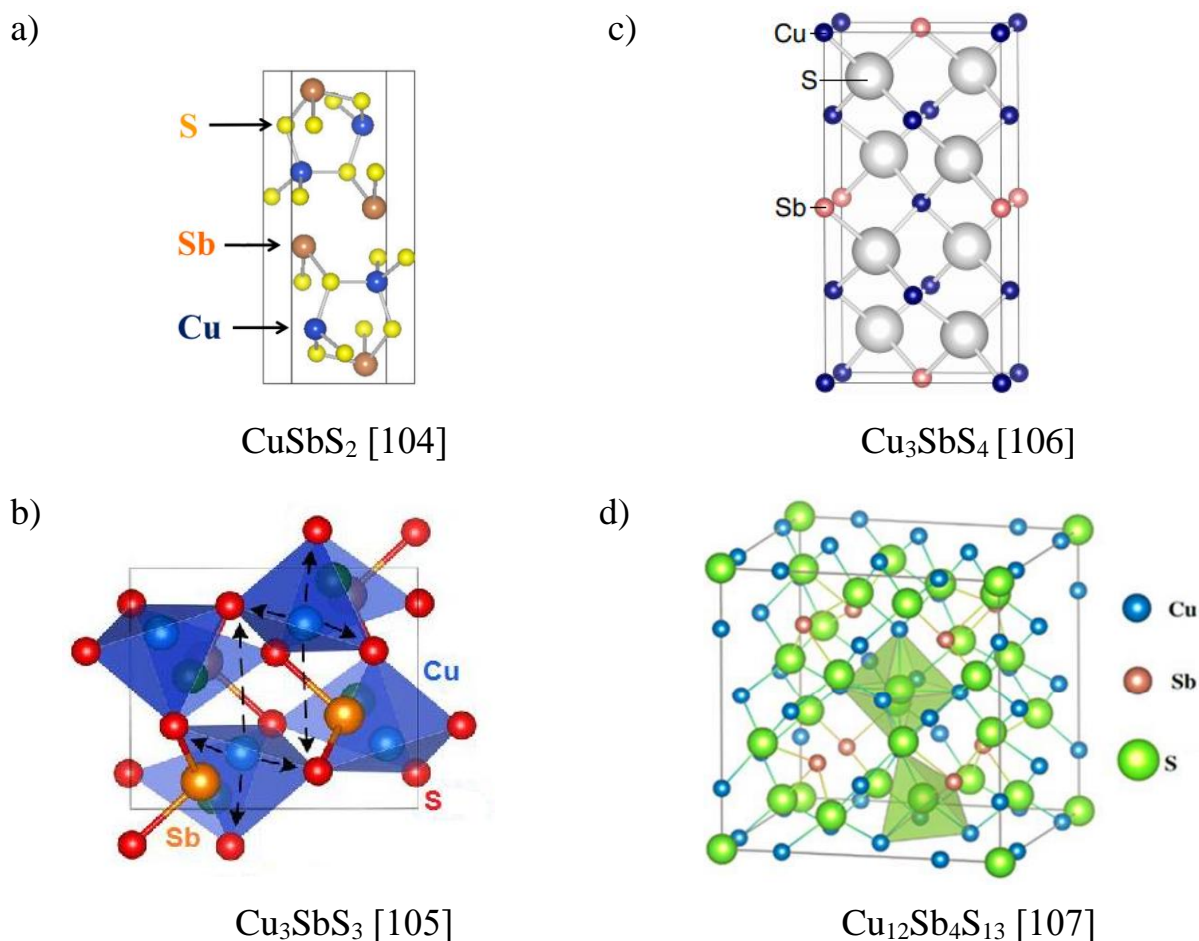 a)
S
Sb
Cu
CuSbS₂ [104]
c)
Cu
S
Sb
Cu₃SbS₄ [106]
b)
Cu
S
Sb
Cu₃SbS₃ [105]
d)
Cu
Sb
S
Cu₁₂Sb₄S₁₃ [107]